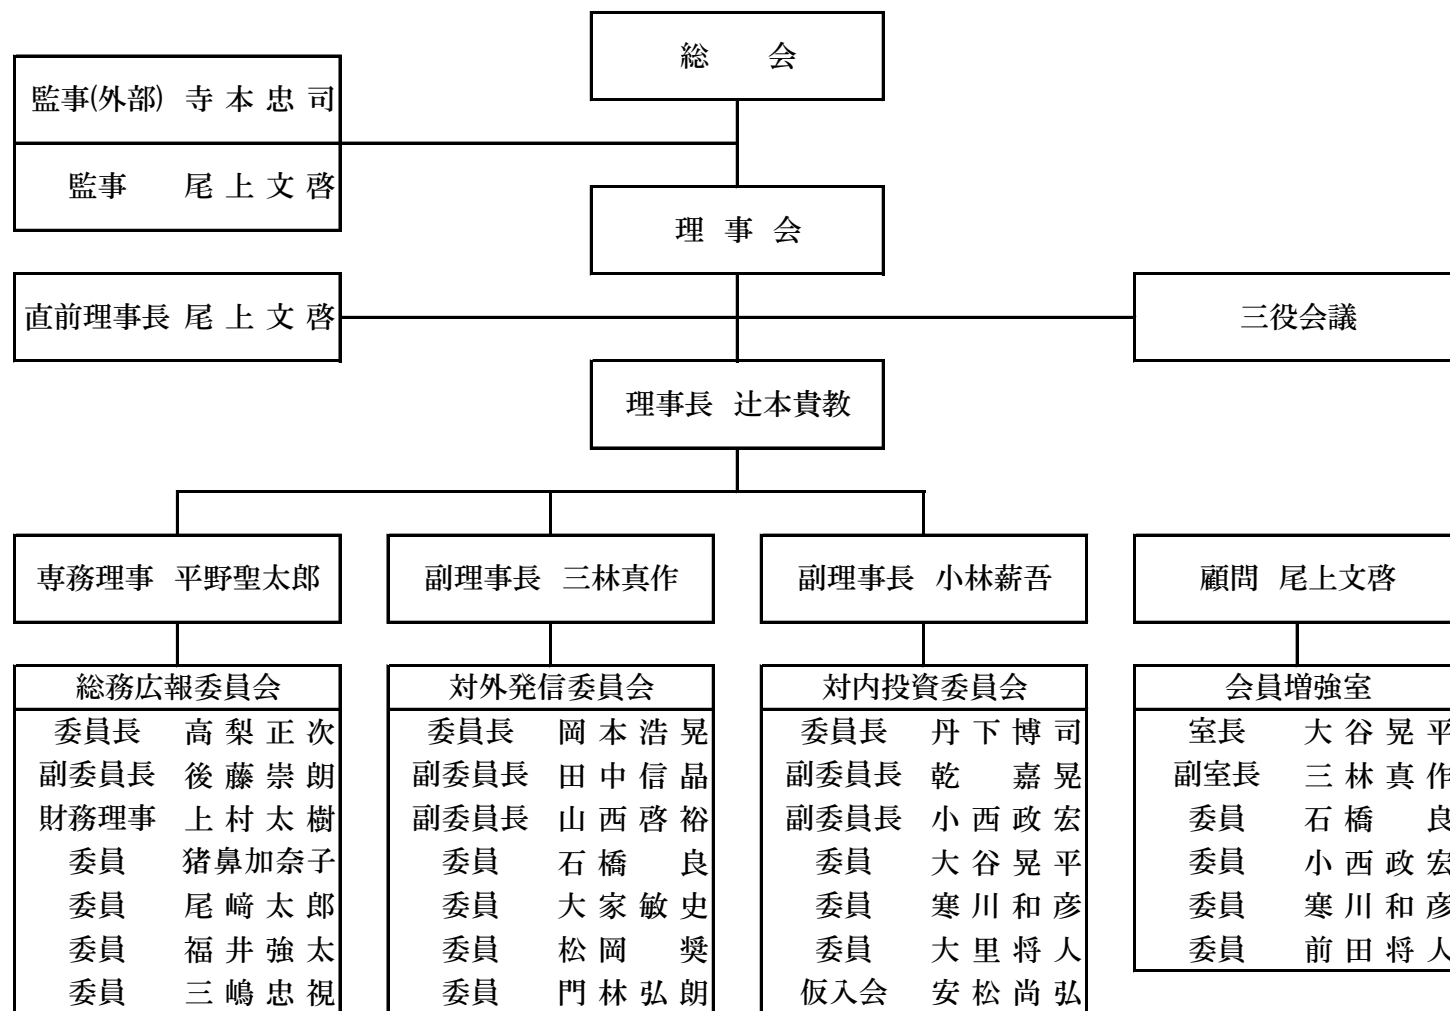 総 会
監事(外部) 寺本忠司
監事 尾上文啓
理事会
直前理事長 尾上文啓
三役会議
理事長 辻本貴教
専務理事 平野聖太郎
副理事長 三林真作
副理事長 小林薪吾
顧問 尾上文啓
総務広報委員会
委員長 高梨正次
副委員長 後藤崇朗
財務理事 上村太樹
委員 猪鼻加奈子
委員 尾﨑太郎
委員 福井強太
委員 三嶋忠視
対外発信委員会
委員長 岡本浩晃
副委員長 田中信晶
副委員長 山西啓裕
委員 石橋 良
委員 大家敏史
委員 松岡 奨
委員 門林弘朗
対内投資委員会
委員長 丹下博司
副委員長 乾 嘉晃
副委員長 小西政宏
委員 大谷晃平
委員 寒川和彦
委員 大里将人
仮入会 安松尚弘
会員増強室
室長 大谷晃平
副室長 三林真作
委員 石橋 良
委員 小西政宏
委員 寒川和彦
委員 前田将人